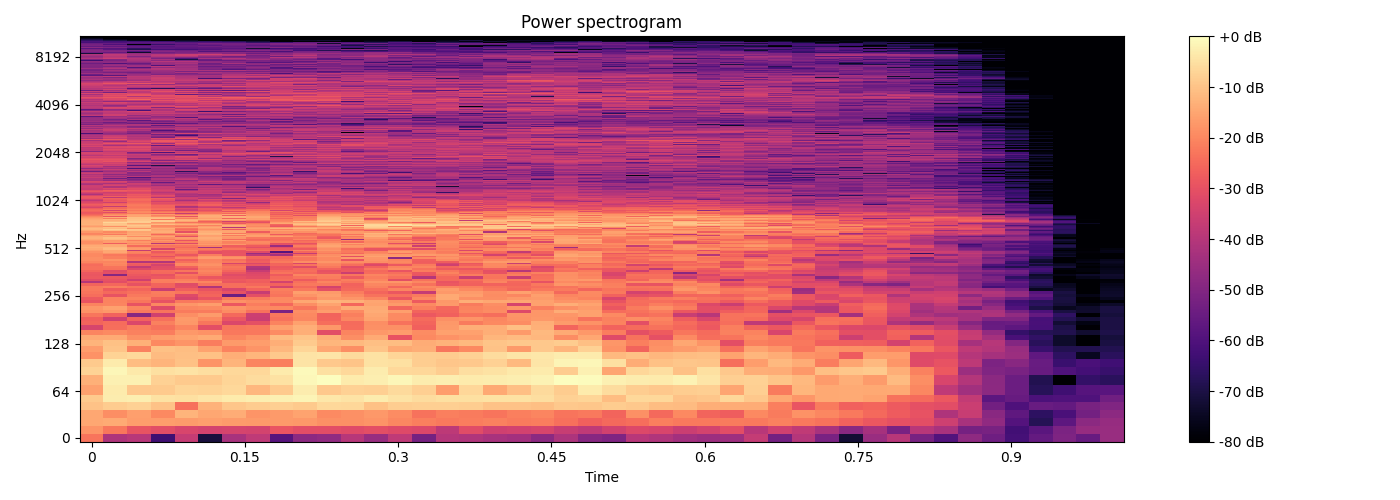 Power spectrogram
Hz
8192
4096
2048
1024
512
256
128
64
0
0 0.15 0.3 0.45 0.6 0.75 0.9
Time
+0 dB
-10 dB
-20 dB
-30 dB
-40 dB
-50 dB
-60 dB
-70 dB
-80 dB